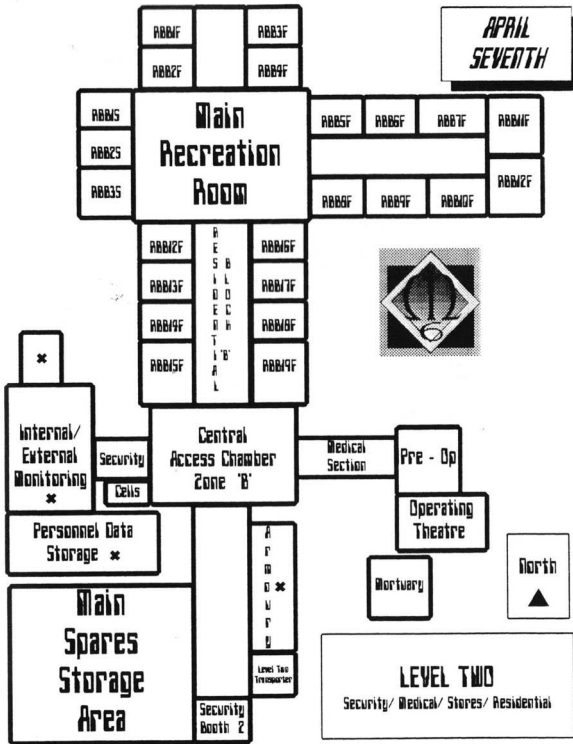 APRIL
SEVENTH
RBB1F
RBB3F
RBB2F
RBB4F
RBB1S
RBB2S
RBB3S
Main
Recreation
Room
RBB5F
RBB6F
RBB7F
RBB11F
RBB8F
RBB9F
RBB10F
RBB12F
RBB12F
RBB13F
RBB14F
RBB15F
RESIDENTIAL
BLOCK
'B'
RBB16F
RBB17F
RBB18F
RBB19F
6
Internal/
External
Monitoring
Security
Cells
Central
Access Chamber
Zone 'B'
Medical
Section
Pre - Op
Operating
Theatre
Mortuary
Personnel Data
Storage
Armoury
Main
Spares
Storage
Area
Level Two
Transporter
Security
Booth 2
North
LEVEL TWO
Security/ Medical/ Stores/ Residential